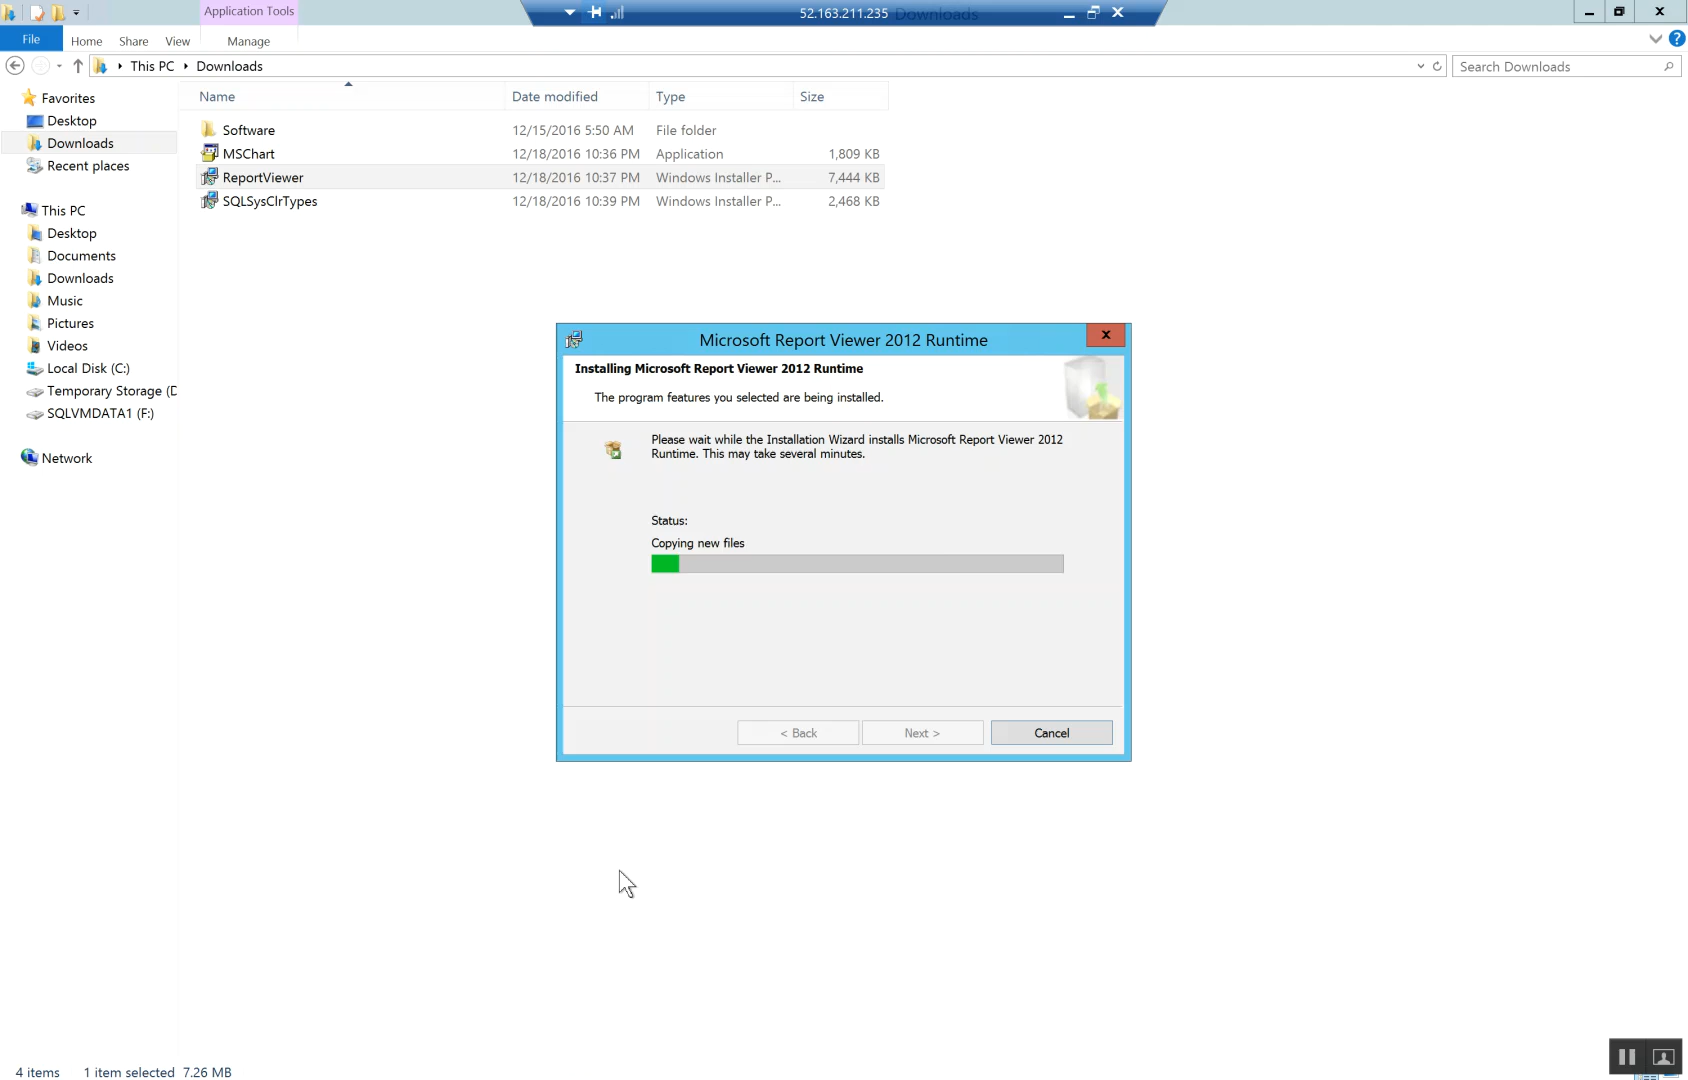 Application Tools
52.163.211.235 Downloads
File Home Share View Manage
This PC Downloads
Search Downloads
Name Date modified Type Size
Favorites
Desktop
Downloads
Recent places
This PC
Desktop
Documents
Downloads
Music
Pictures
Videos
Local Disk (C:)
Temporary Storage (D
SQLVMDATA1 (F:)
Network
Software 12/15/2016 5:50 AM File folder
MSChart 12/18/2016 10:36 PM Application 1,809 KB
ReportViewer 12/18/2016 10:37 PM Windows Installer P... 7,444 KB
SQLSysClrTypes 12/18/2016 10:39 PM Windows Installer P... 2,468 KB
Microsoft Report Viewer 2012 Runtime
Installing Microsoft Report Viewer 2012 Runtime
The program features you selected are being installed.
Please wait while the Installation Wizard installs Microsoft Report Viewer 2012
Runtime. This may take several minutes.
Status:
Copying new files
< Back Next > Cancel
4 items 1 item selected 7.26 MB